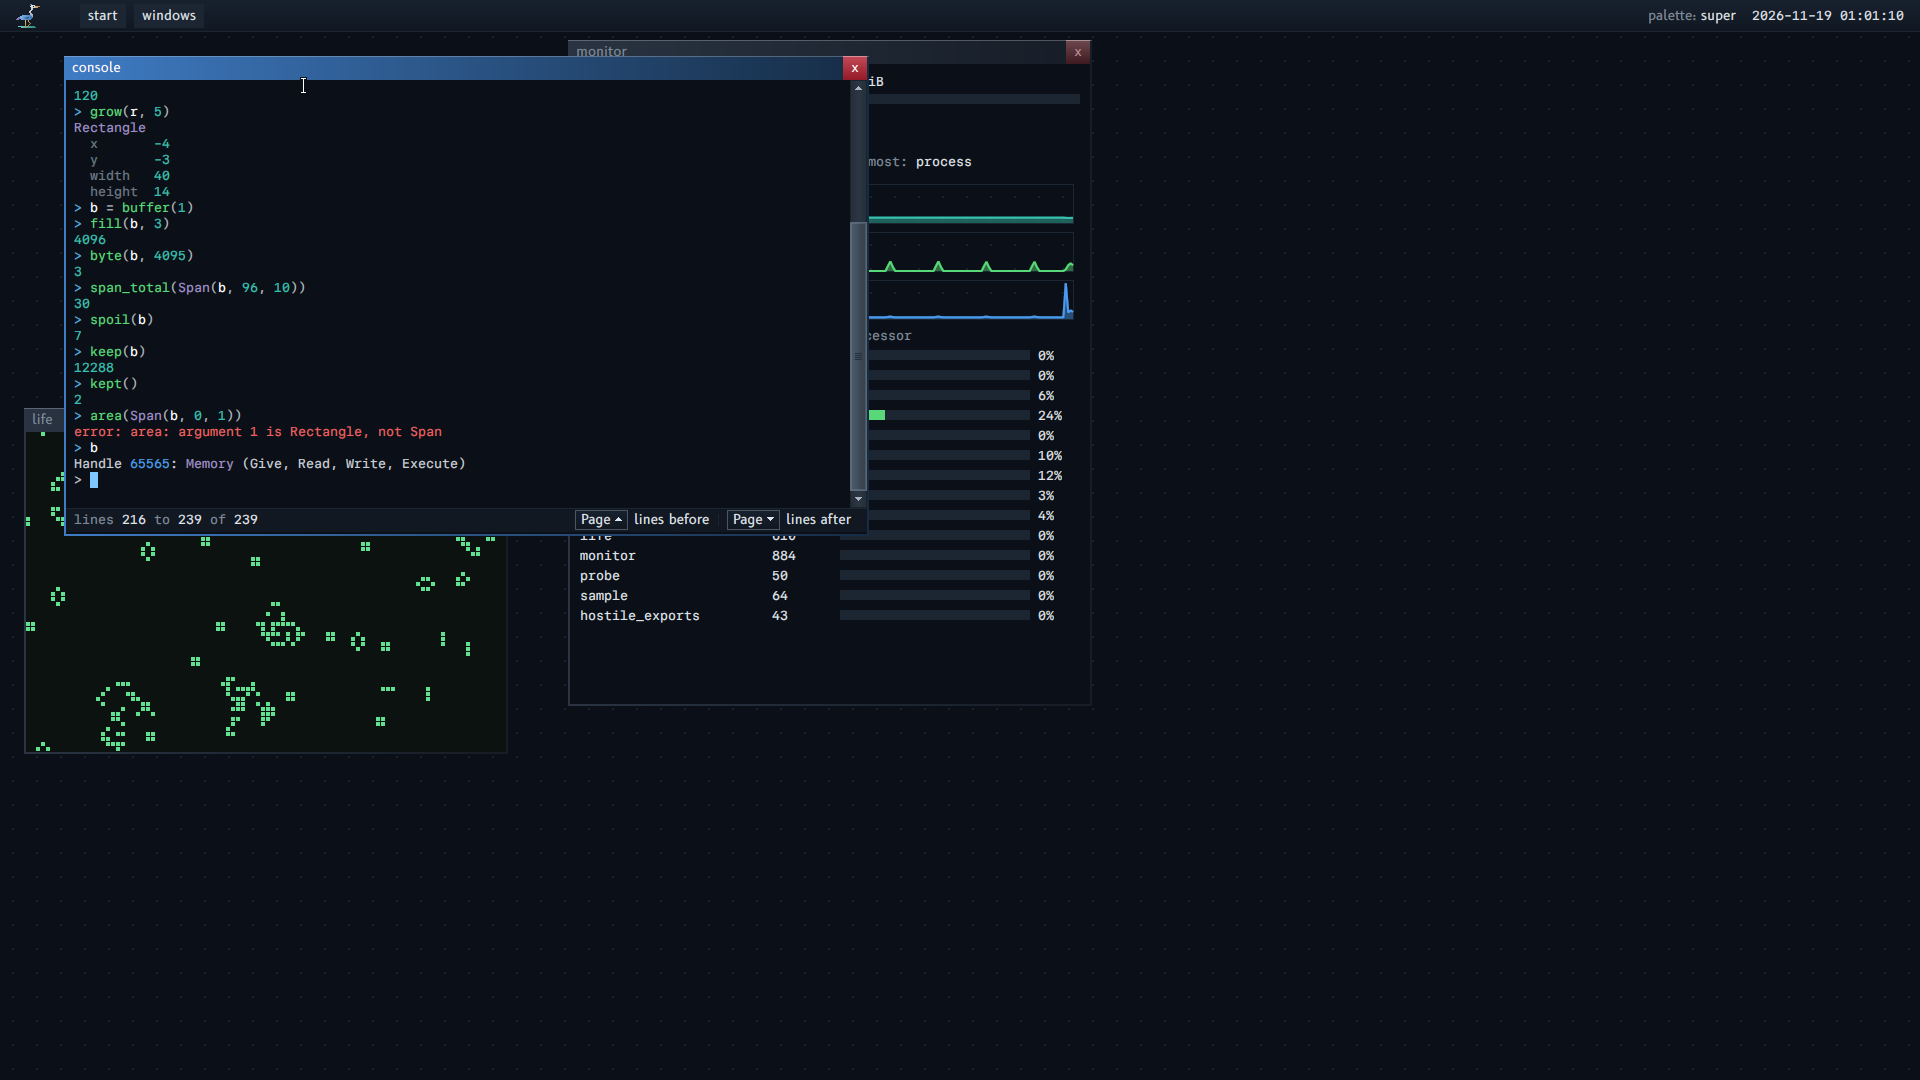 start windows palette: super 2026-11-19 01:01:10
monitor x
console x
iB
120
> grow(r, 5)
Rectangle
x -4
y -3
width 40
height 14
> b = buffer(1)
> fill(b, 3)
4096
> byte(b, 4095)
3
> span_total(Span(b, 96, 10))
30
> spoil(b)
7
> keep(b)
12288
> kept()
2
> area(Span(b, 0, 1))
error: area: argument 1 is Rectangle, not Span
> b
Handle 65565: Memory (Give, Read, Write, Execute)
>
lines 216 to 239 of 239 Page lines before Page lines after
most: process
cessor
0%
0%
6%
24%
0%
10%
12%
3%
4%
life 0%
monitor 884 0%
probe 50 0%
sample 64 0%
hostile_exports 43 0%
life